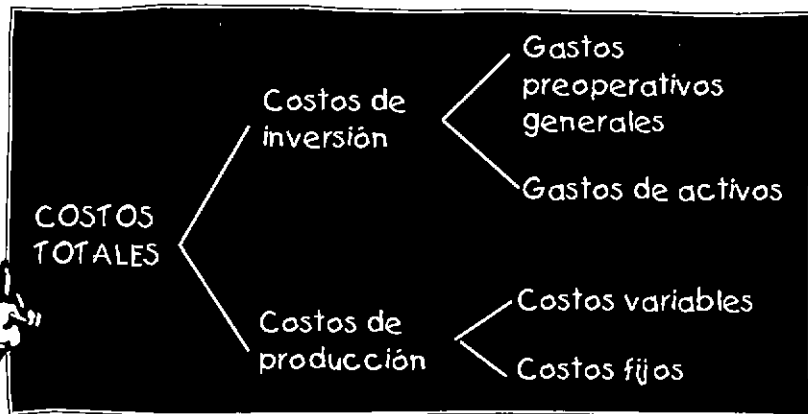 COSTOS
TOTALES
Costos de
inversión
Gastos
preoperativos
generales
Gastos de activos
Costos de
producción
Costos variables
Costos fijos